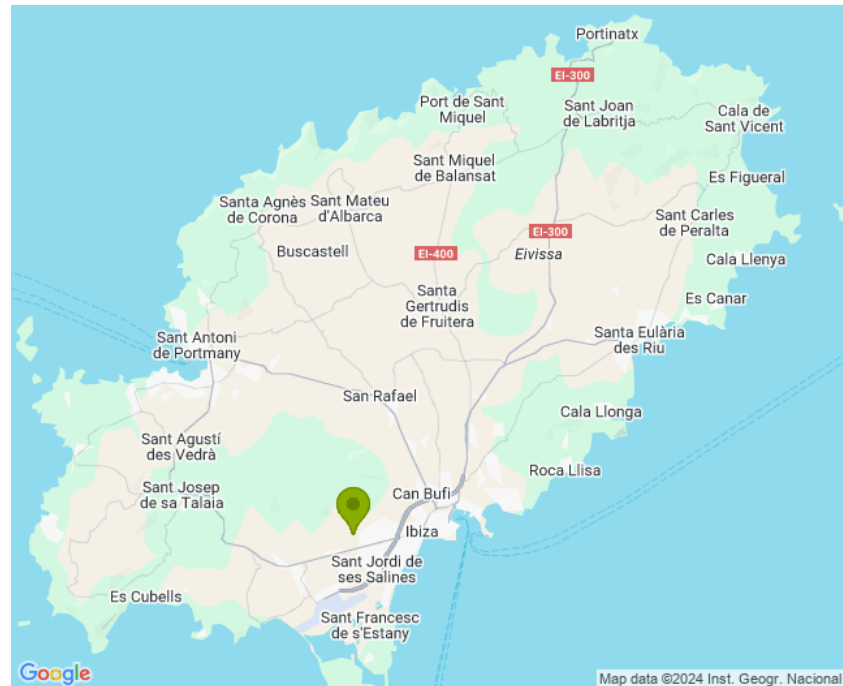 Portinatx
EI-300
Port de Sant
Miquel
Sant Joan
de Labritja
Cala de
Sant Vicent
Sant Miquel
de Balansat
Es Figueral
Santa Agnès
de Corona
Sant Mateu
d'Albarca
Sant Carles
de Peralta
EI-300
Buscastell
EI-400
Eivissa
Cala Llenya
Santa
Gertrudis
de Fruitera
Es Canar
Sant Antoni
de Portmany
Santa Eulària
des Riu
San Rafael
Cala Llonga
Sant Agustí
des Vedrà
Roca Llisa
Sant Josep
de sa Talaia
Can Bufi
Ibiza
Sant Jordi de
ses Salines
Es Cubells
Sant Francesc
de s'Estany
Google
Map data ©2024 Inst. Geogr. Nacional